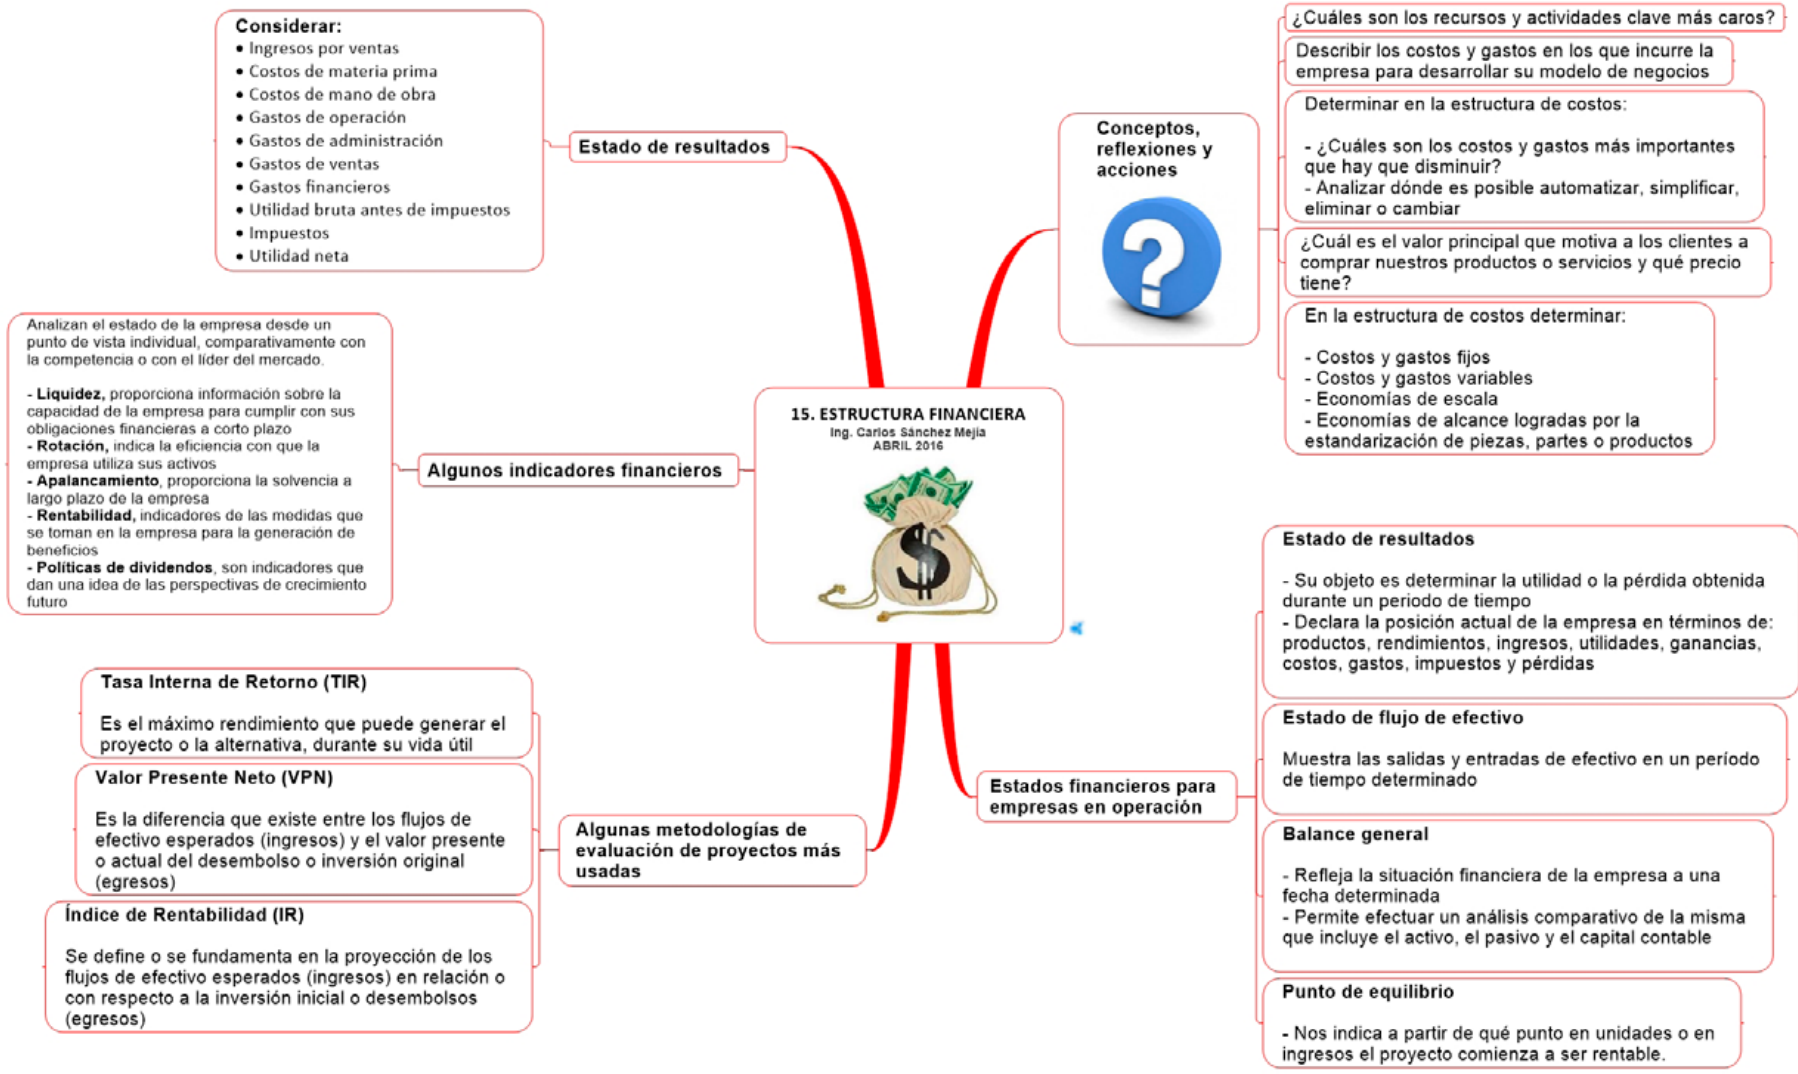 Considerar:
• Ingresos por ventas
• Costos de materia prima
• Costos de mano de obra
• Gastos de operación
• Gastos de administración
• Gastos de ventas
• Gastos financieros
• Utilidad bruta antes de impuestos
• Impuestos
• Utilidad neta
Estado de resultados
Analizan el estado de la empresa desde un
punto de vista individual, comparativamente con
la competencia o con el líder del mercado.
- Liquidez, proporciona información sobre la
capacidad de la empresa para cumplir con sus
obligaciones financieras a corto plazo
- Rotación, indica la eficiencia con que la
empresa utiliza sus activos
- Apalancamiento, proporciona la solvencia a
largo plazo de la empresa
- Rentabilidad, indicadores de las medidas que
se toman en la empresa para la generación de
beneficios
- Políticas de dividendos, son indicadores que
dan una idea de las perspectivas de crecimiento
futuro
Algunos indicadores financieros
15. ESTRUCTURA FINANCIERA
Ing. Carlos Sánchez Mejía
ABRIL 2016
$
Conceptos,
reflexiones y
acciones
?
¿Cuáles son los recursos y actividades clave más caros?
Describir los costos y gastos en los que incurre la
empresa para desarrollar su modelo de negocios
Determinar en la estructura de costos:
- ¿Cuáles son los costos y gastos más importantes
que hay que disminuir?
- Analizar dónde es posible automatizar, simplificar,
eliminar o cambiar
¿Cuál es el valor principal que motiva a los clientes a
comprar nuestros productos o servicios y qué precio
tiene?
En la estructura de costos determinar:
- Costos y gastos fijos
- Costos y gastos variables
- Economías de escala
- Economías de alcance logradas por la
estandarización de piezas, partes o productos
Tasa Interna de Retorno (TIR)
Es el máximo rendimiento que puede generar el
proyecto o la alternativa, durante su vida útil
Valor Presente Neto (VPN)
Es la diferencia que existe entre los flujos de
efectivo esperados (ingresos) y el valor presente
o actual del desembolso o inversión original
(egresos)
Índice de Rentabilidad (IR)
Se define o se fundamenta en la proyección de los
flujos de efectivo esperados (ingresos) en relación o
con respecto a la inversión inicial o desembolsos
(egresos)
Algunas metodologías de
evaluación de proyectos más
usadas
Estados financieros para
empresas en operación
Estado de resultados
- Su objeto es determinar la utilidad o la pérdida obtenida
durante un periodo de tiempo
- Declara la posición actual de la empresa en términos de:
productos, rendimientos, ingresos, utilidades, ganancias,
costos, gastos, impuestos y pérdidas
Estado de flujo de efectivo
Muestra las salidas y entradas de efectivo en un período
de tiempo determinado
Balance general
- Refleja la situación financiera de la empresa a una
fecha determinada
- Permite efectuar un análisis comparativo de la misma
que incluye el activo, el pasivo y el capital contable
Punto de equilibrio
- Nos indica a partir de qué punto en unidades o en
ingresos el proyecto comienza a ser rentable.